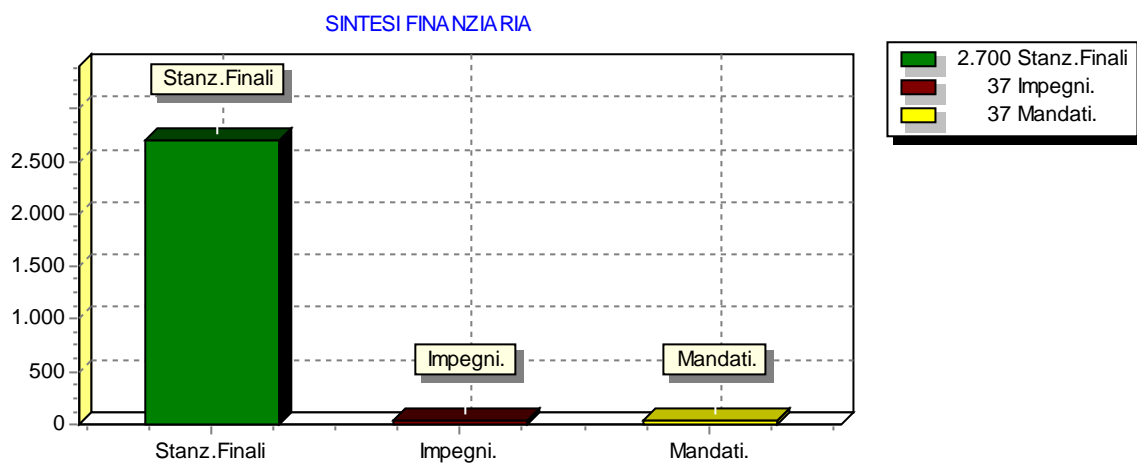 SINTESI FINANZIARIA
2.700 Stanz.Finali
37 Impegni.
37 Mandati.
Stanz.Finali
Impegni.
Mandati.
2.500
2.000
1.500
1.000
500
0
Stanz.Finali Impegni. Mandati.